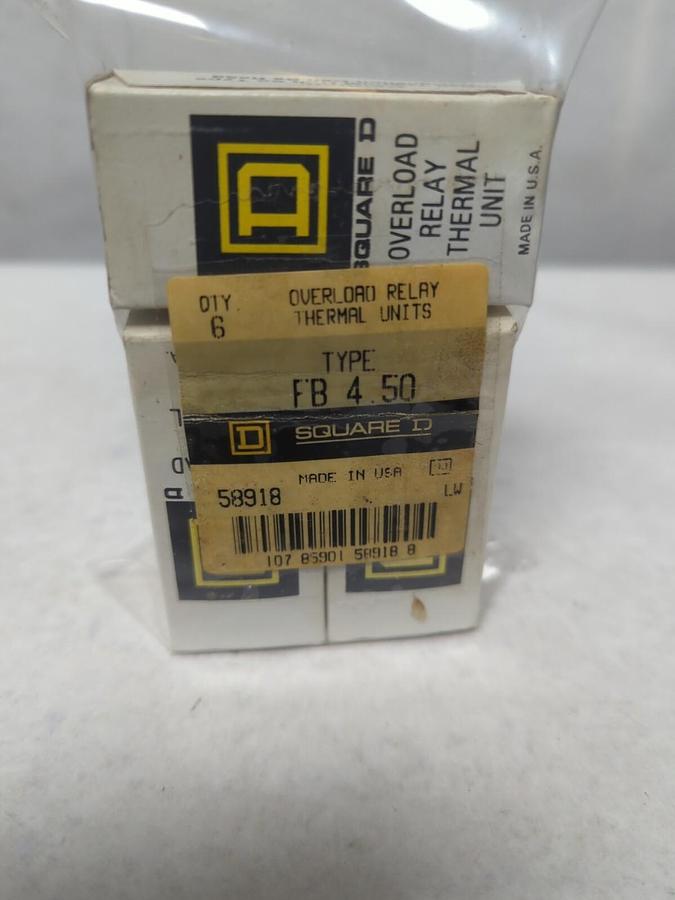 D
SQUARE D
OVERLOAD
RELAY
THERMAL
UNIT
MADE IN U.S.A.
QTY
6
OVERLOAD RELAY
THERMAL UNITS
TYPE
FB 4.50
D SQUARE D
MADE IN USA
58918
LW
107 85901 58918 8